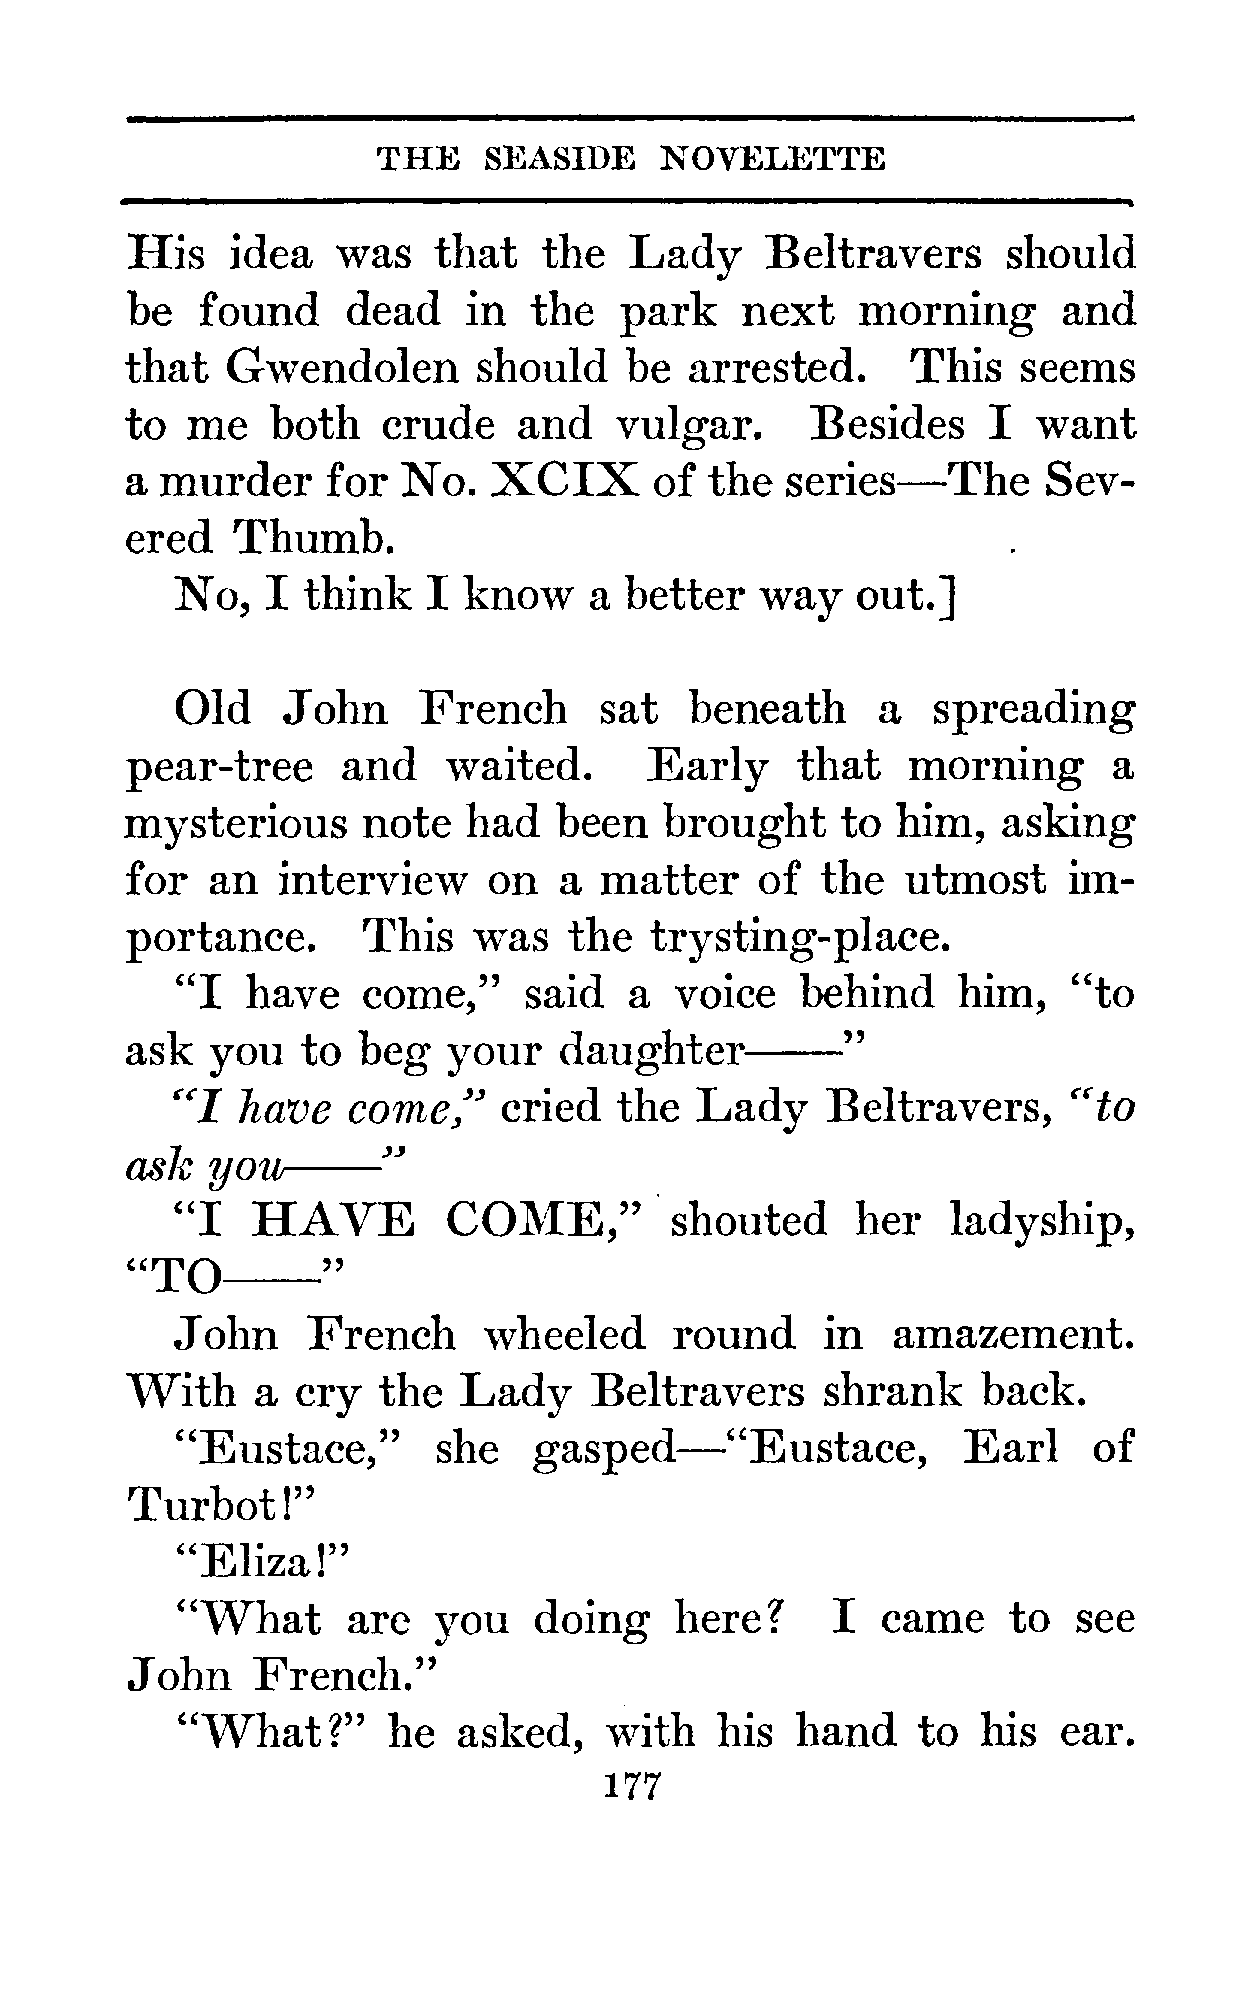 THE SEASIDE NOVELETTE
His idea was that the Lady Beltravers should
be found dead in the park next morning and
that Gwendolen should be arrested. This seems
to me both crude and vulgar. Besides I want
a murder for No. XCIX of the series—The Sev-
ered Thumb.
No, I think I know a better way out.]
Old John French sat beneath a spreading
pear-tree and waited. Early that morning a
mysterious note had been brought to him, asking
for an interview on a matter of the utmost im-
portance. This was the trysting-place.
"I have come," said a voice behind him, "to
ask you to beg your daughter——"
"I have come," cried the Lady Beltravers, "to
ask you——"
"I HAVE COME," shouted her ladyship,
"TO——"
John French wheeled round in amazement.
With a cry the Lady Beltravers shrank back.
"Eustace," she gasped—"Eustace, Earl of
Turbot!"
"Eliza!"
"What are you doing here? I came to see
John French."
"What?" he asked, with his hand to his ear.
177